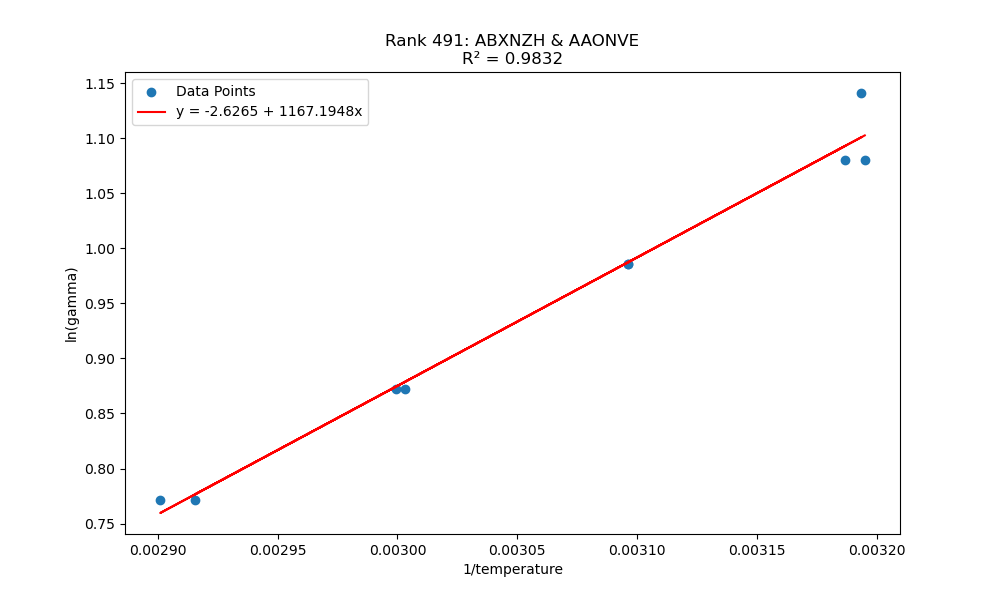 Rank 491: ABXNZH & AAONVE
R² = 0.9832
Data Points
y = -2.6265 + 1167.1948x
1.15
1.10
1.05
1.00
0.95
0.90
0.85
0.80
0.75
ln(gamma)
0.00290 0.00295 0.00300 0.00305 0.00310 0.00315 0.00320
1/temperature